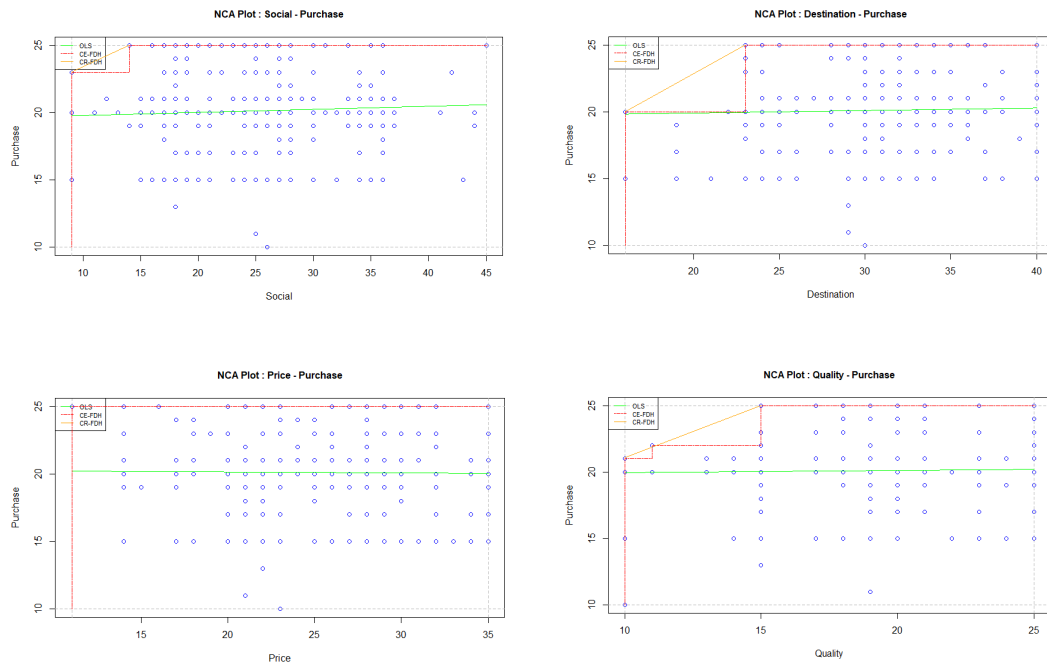 NCA Plot : Social - Purchase
OLS
CE-FDH
CR-FDH
Purchase
25
20
15
10
10 15 20 25 30 35 40 45
Social
NCA Plot : Destination - Purchase
OLS
CE-FDH
CR-FDH
Purchase
25
20
15
10
20 25 30 35 40
Destination
NCA Plot : Price - Purchase
OLS
CE-FDH
CR-FDH
Purchase
25
20
15
10
15 20 25 30 35
Price
NCA Plot : Quality - Purchase
OLS
CE-FDH
CR-FDH
Purchase
25
20
15
10
10 15 20 25
Quality